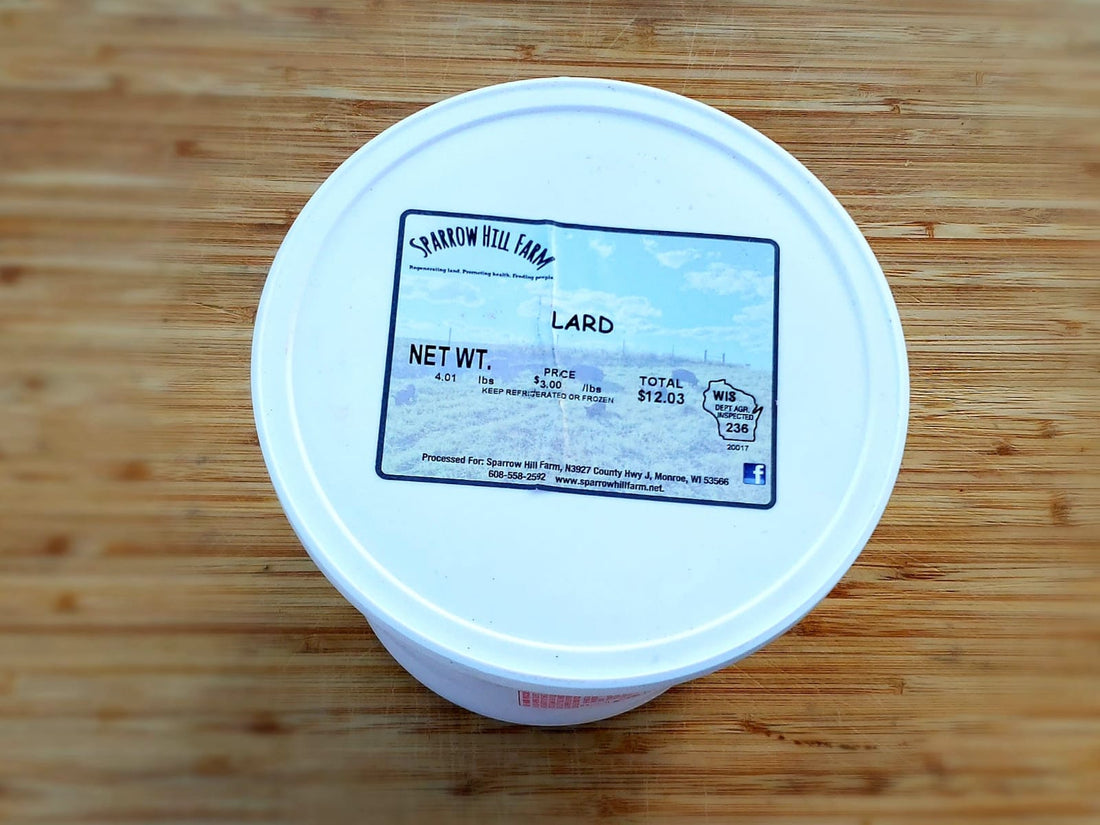 SPARROW HILL FARM
Regenerating land. Promoting health. Feeding people.
LARD
NET WT.
4.01 lbs
PRICE
$3.00 /lbs
TOTAL
$12.03
KEEP REFRIGERATED OR FROZEN
WIS
DEPT AGR.
INSPECTED
236
20017
f
Processed For: Sparrow Hill Farm, N3927 County Hwy J, Monroe, WI 53566
608-558-2592 www.sparrowhillfarm.net.